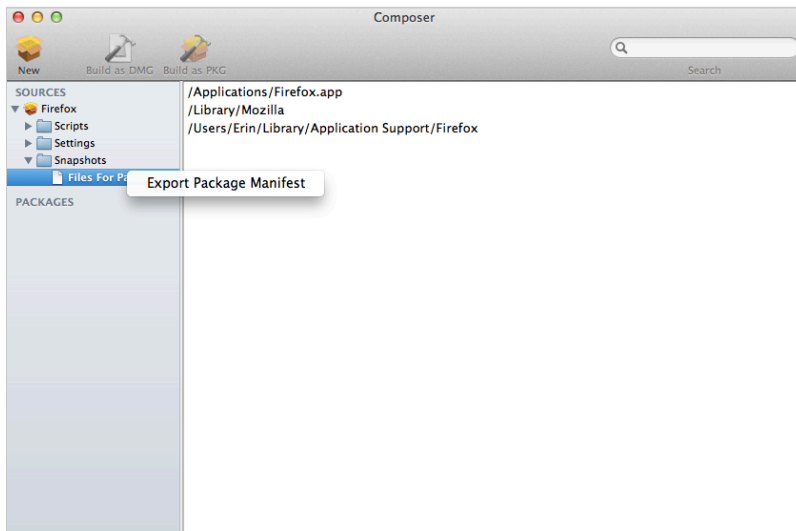 Composer
New
Build as DMG
Build as PKG
Search
SOURCES
Firefox
Scripts
Settings
Snapshots
Files For
PACKAGES
/Applications/Firefox.app
/Library/Mozilla
/Users/Erin/Library/Application Support/Firefox
Export Package Manifest